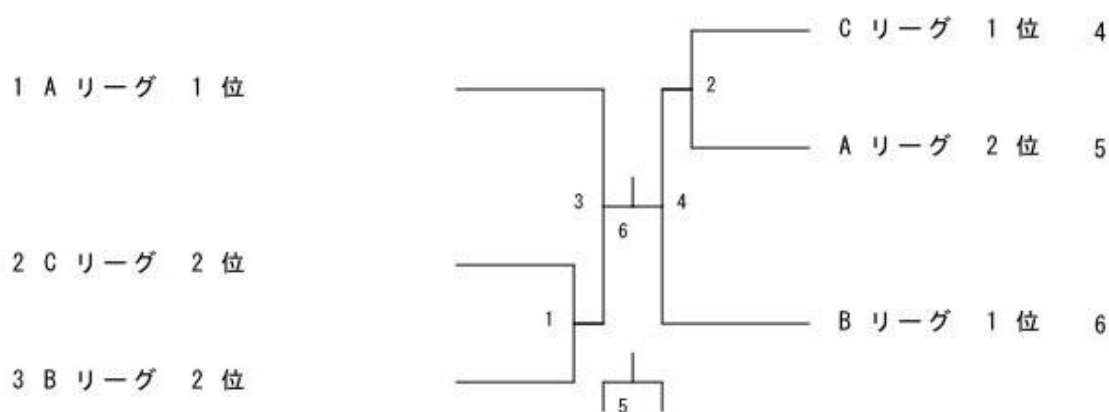 C リーグ 1 位 4
1 A リーグ 1 位
2
A リーグ 2 位 5
3
4
6
2 C リーグ 2 位
1
B リーグ 1 位 6
3 B リーグ 2 位
5